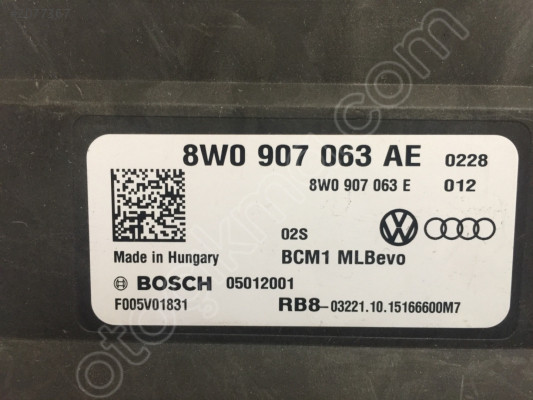 8W0 907 063 AE 0228
8W0 907 063 E 012
02S
Made in Hungary BCM1 MLBevo
BOSCH 05012001
F005V01831 RB8-03221.10.15166600M7